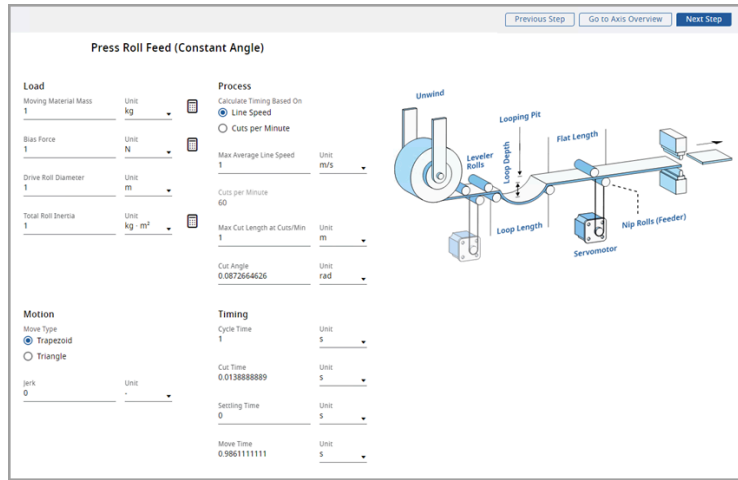 Previous Step
Go to Axis Overview
Next Step
Press Roll Feed (Constant Angle)
Load
Moving Material Mass
Unit
1
kg
Bias Force
Unit
1
N
Drive Roll Diameter
Unit
1
m
Total Roll Inertia
Unit
1
kg · m²
Process
Calculate Timing Based On
Line Speed
Cuts per Minute
Max Average Line Speed
Unit
1
m/s
Cuts per Minute
60
Max Cut Length at Cuts/Min
Unit
1
m
Cut Angle
Unit
0.0872664626
rad
Motion
Move Type
Trapezoid
Triangle
Jerk
Unit
0
-
Timing
Cycle Time
Unit
1
s
Cut Time
Unit
0.0138888889
s
Settling Time
Unit
0
s
Move Time
Unit
0.9861111111
s
Unwind
Looping Pit
Flat Length
Leveler
Rolls
Loop Depth
Loop Length
Nip Rolls (Feeder)
Servomotor